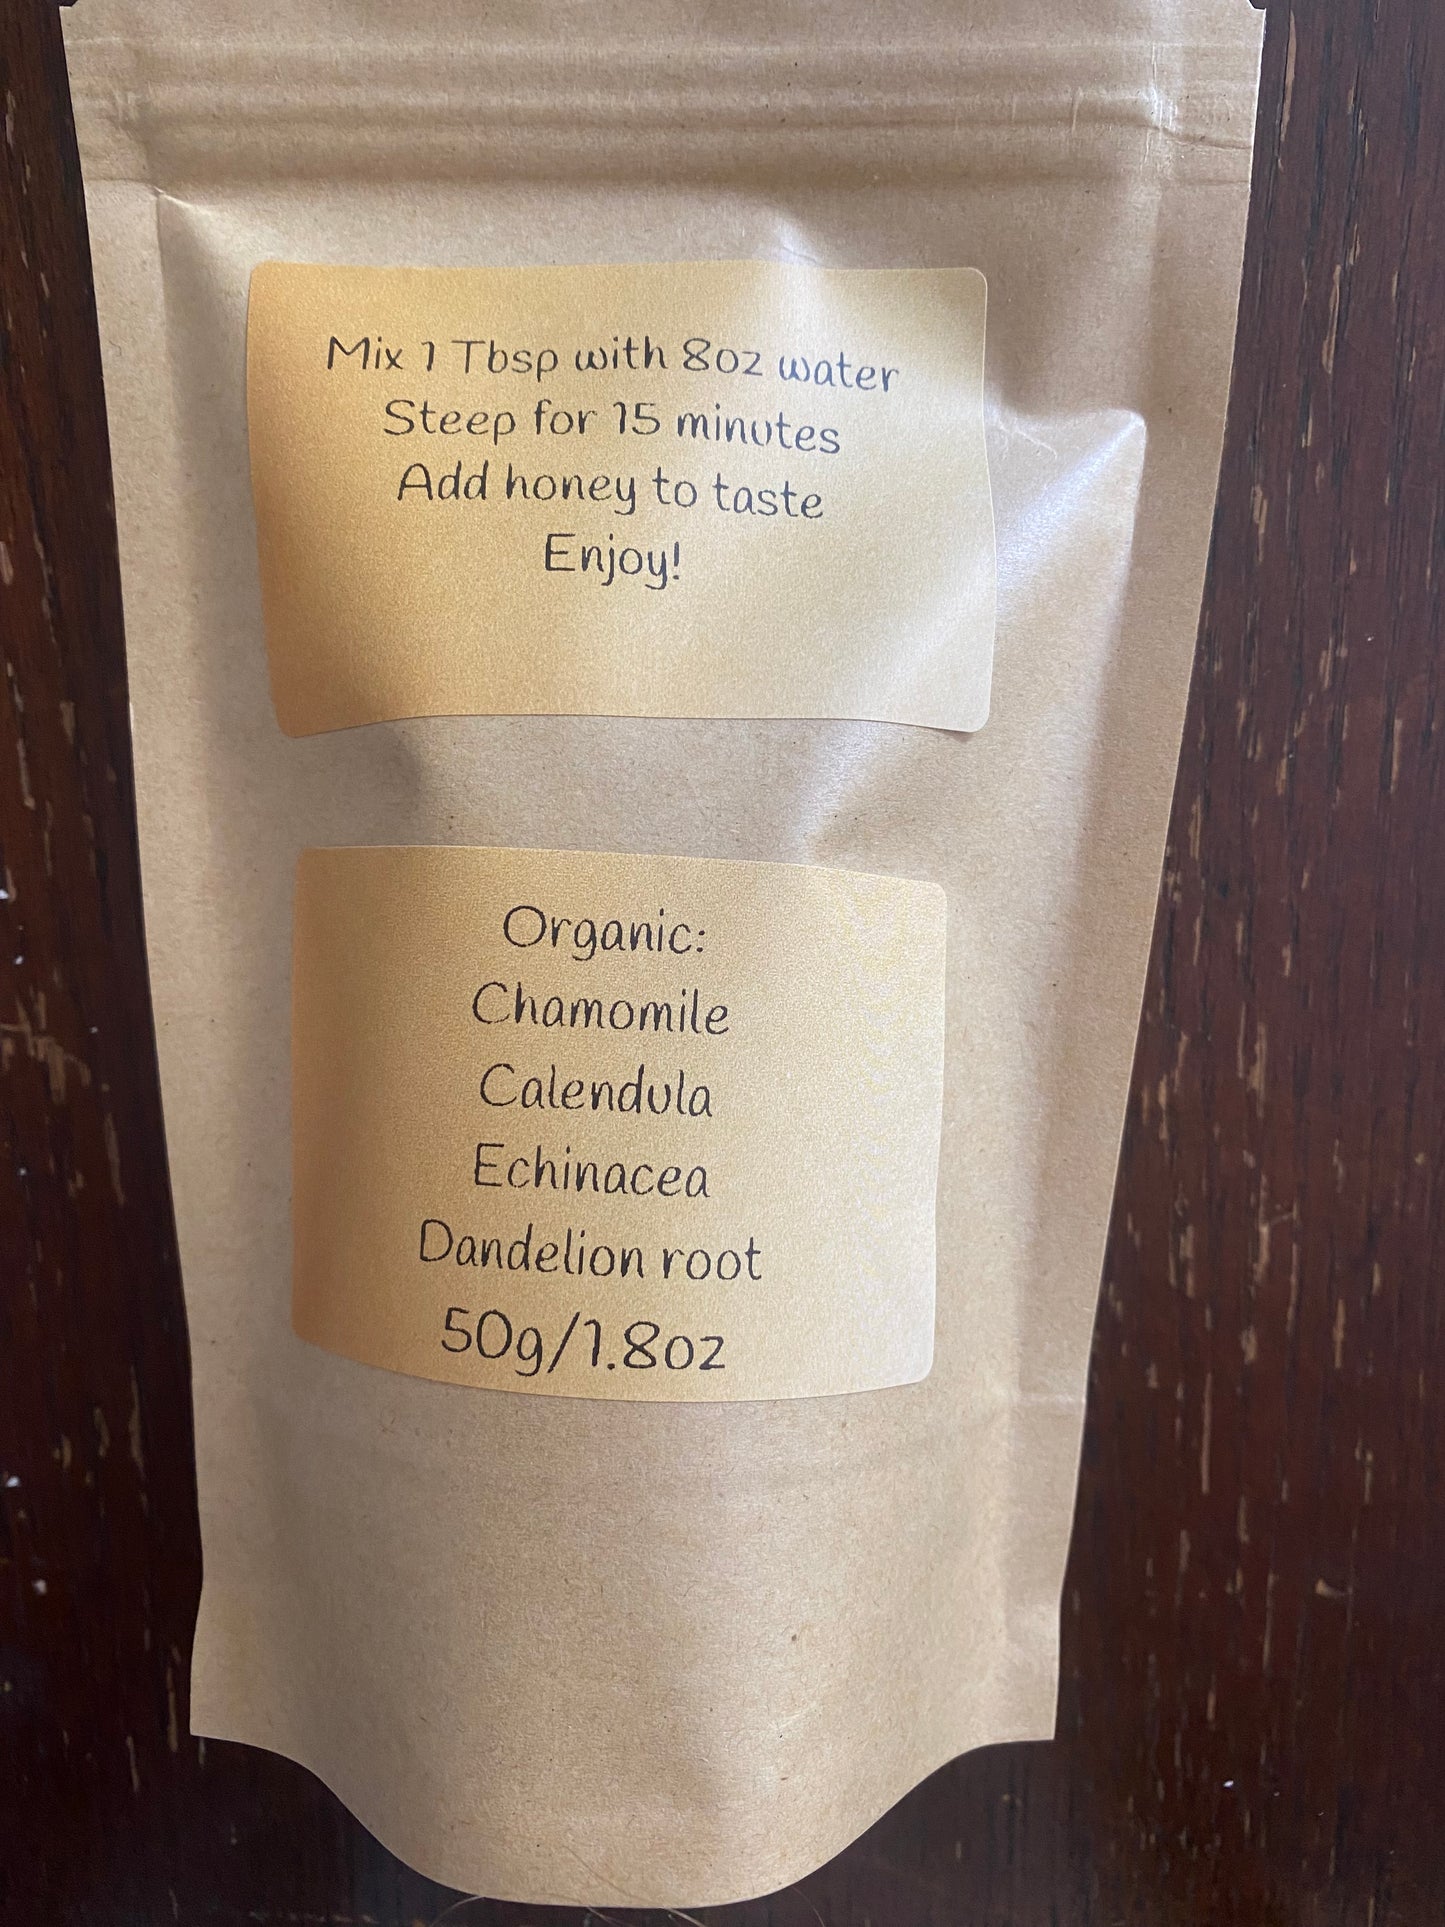 Mix 1 Tbsp with 8oz water
Steep for 15 minutes
Add honey to taste
Enjoy!
Organic:
Chamomile
Calendula
Echinacea
Dandelion root
50g/1.8oz